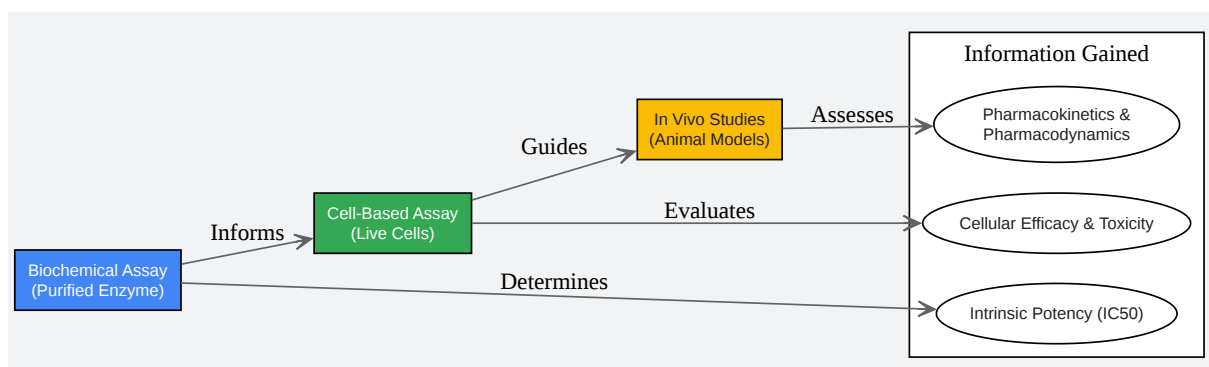 Information Gained
In Vivo Studies
(Animal Models)
Assesses
Pharmacokinetics &
Pharmacodynamics
Guides
Cell-Based Assay
(Live Cells)
Evaluates
Cellular Efficacy & Toxicity
Informs
Biochemical Assay
(Purified Enzyme)
Determines
Intrinsic Potency (IC50)